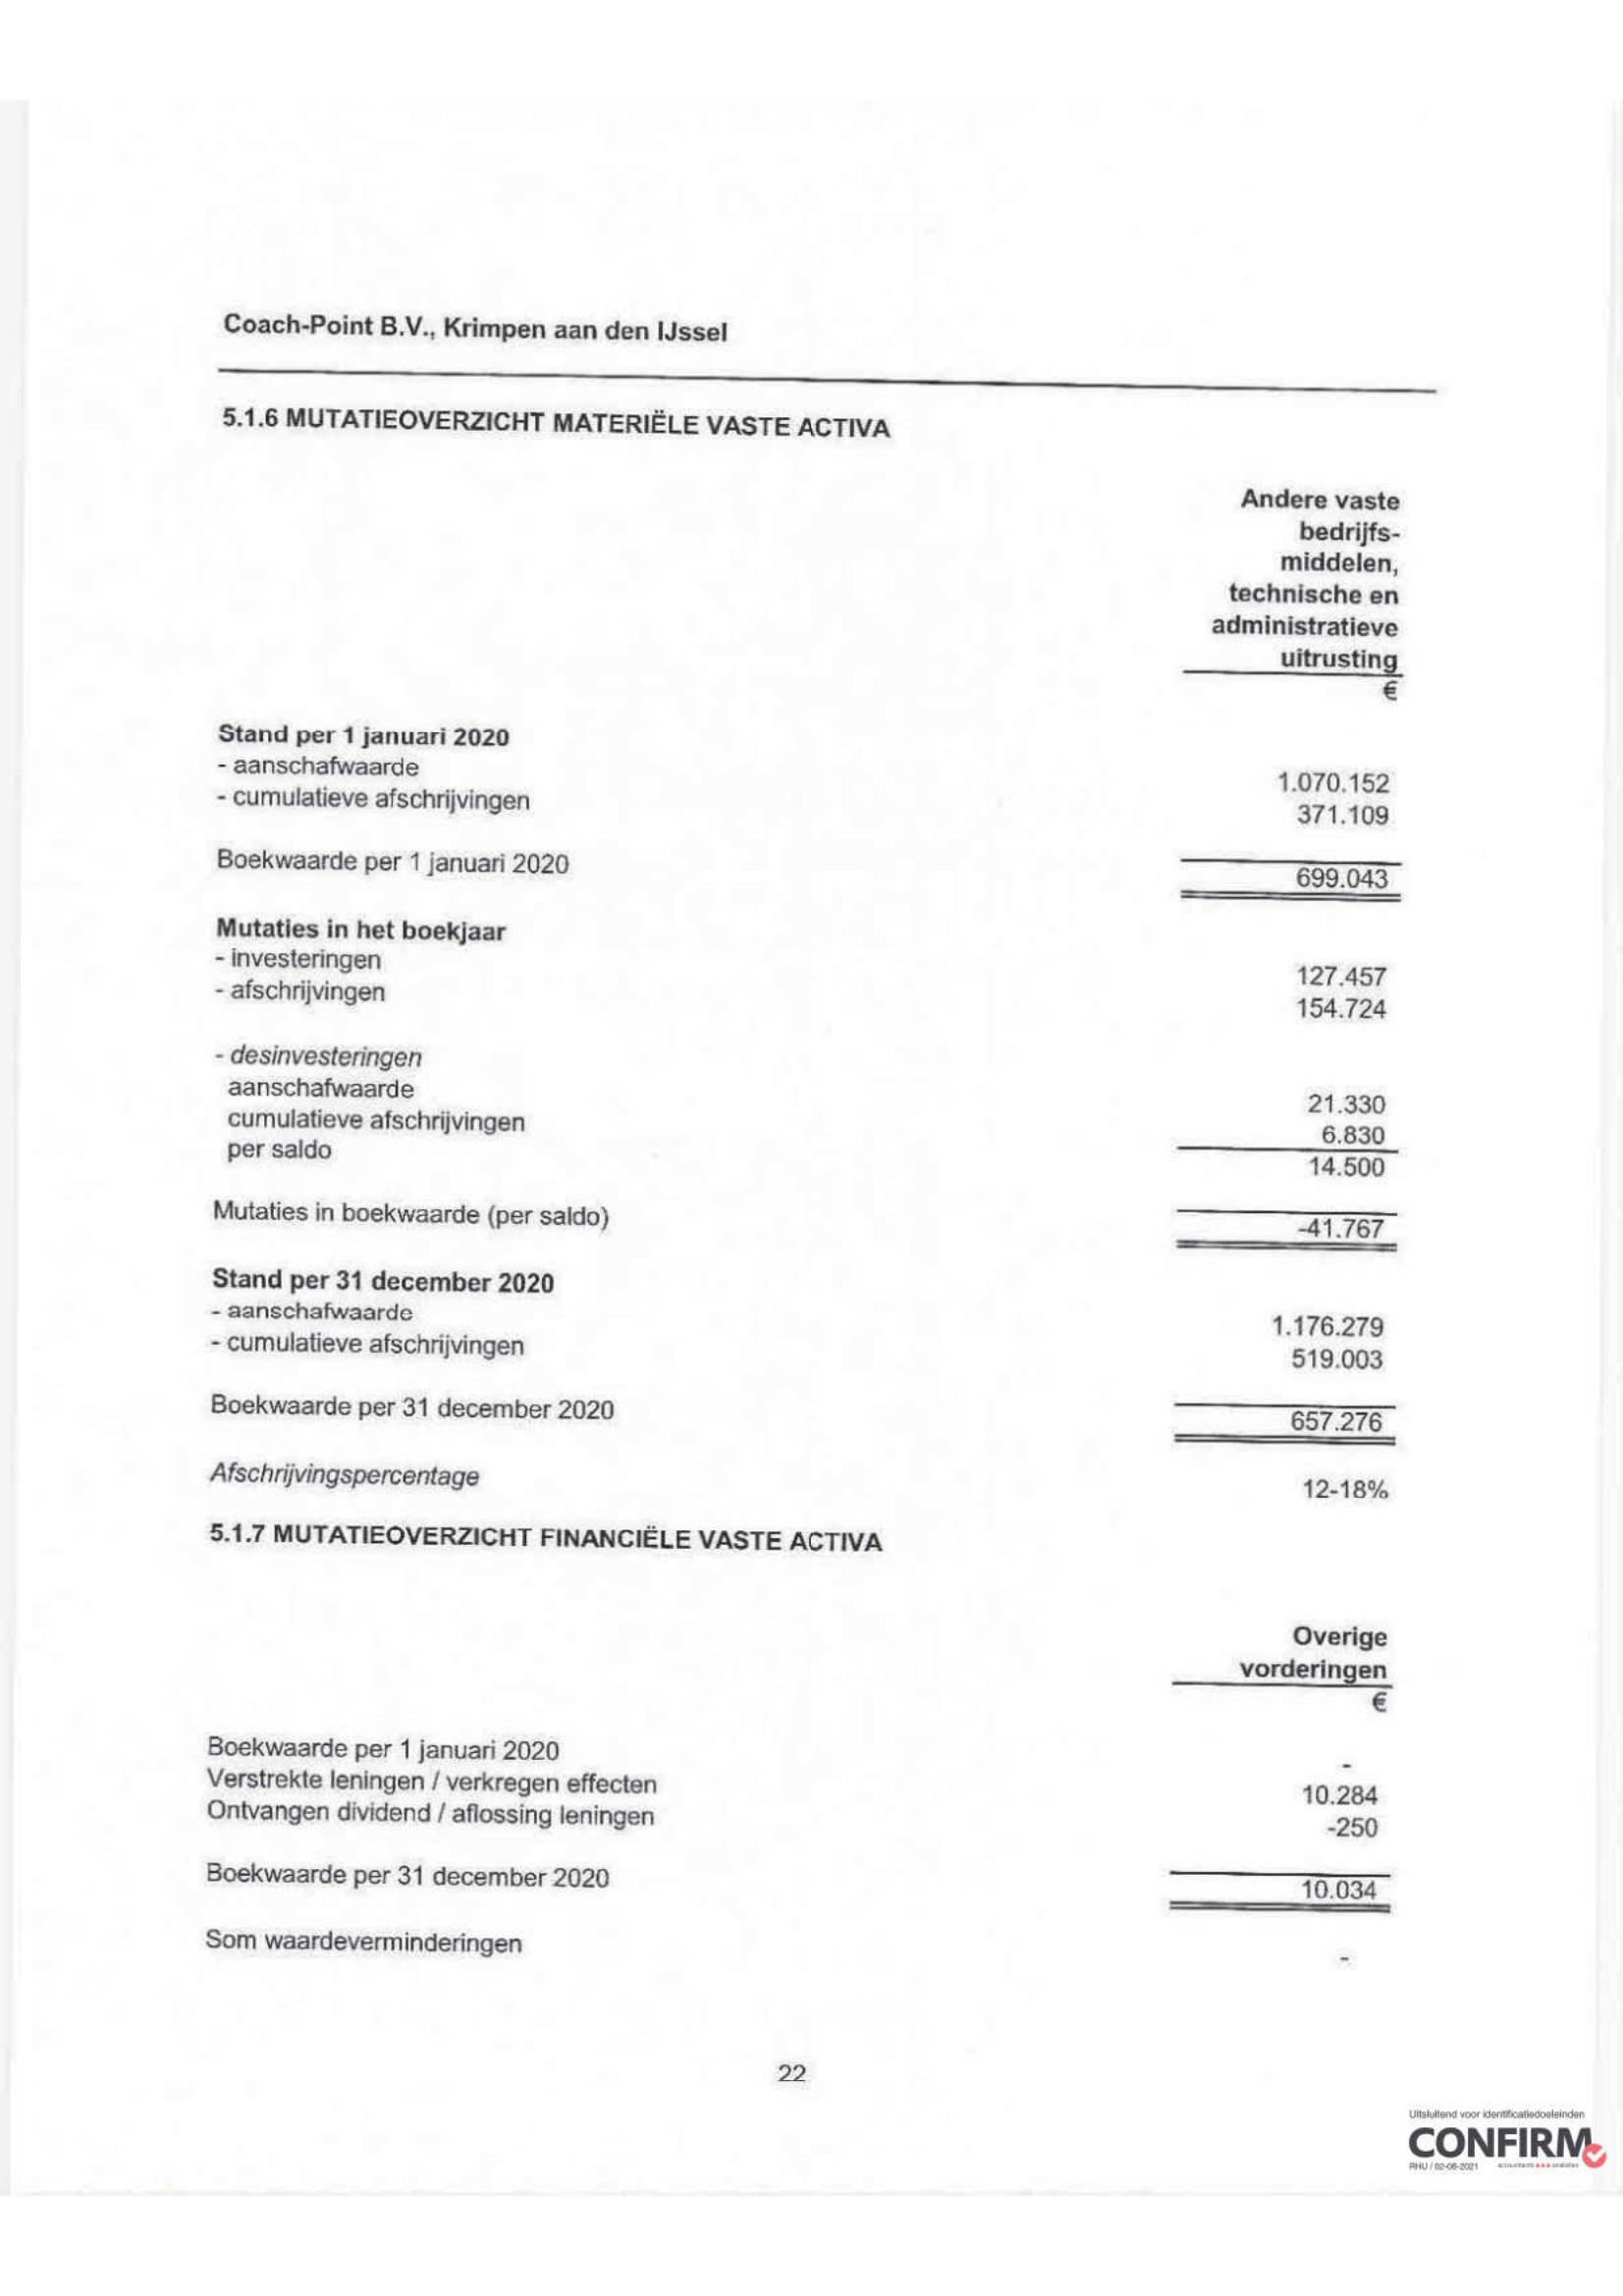 Coach-Point B.V., Krimpen aan den IJssel
5.1.6 MUTATIEOVERZICHT MATERIËLE VASTE ACTIVA
Andere vaste
bedrijfs-
middelen,
technische en
administratieve
uitrusting
€
Stand per 1 januari 2020
- aanschafwaarde 1.070.152
- cumulatieve afschrijvingen 371.109
Boekwaarde per 1 januari 2020 699.043
Mutaties in het boekjaar
- investeringen 127.457
- afschrijvingen 154.724
- desinvesteringen
aanschafwaarde 21.330
cumulatieve afschrijvingen 6.830
per saldo 14.500
Mutaties in boekwaarde (per saldo) -41.767
Stand per 31 december 2020
- aanschafwaarde 1.176.279
- cumulatieve afschrijvingen 519.003
Boekwaarde per 31 december 2020 657.276
Afschrijvingspercentage 12-18%
5.1.7 MUTATIEOVERZICHT FINANCIËLE VASTE ACTIVA
Overige
vorderingen
€
Boekwaarde per 1 januari 2020 -
Verstrekte leningen / verkregen effecten 10.284
Ontvangen dividend / aflossing leningen -250
Boekwaarde per 31 december 2020 10.034
Som waardeverminderingen -
22
Uitsluitend voor identificatiedoeleinden
CONFIRM
RHU / 02-06-2021